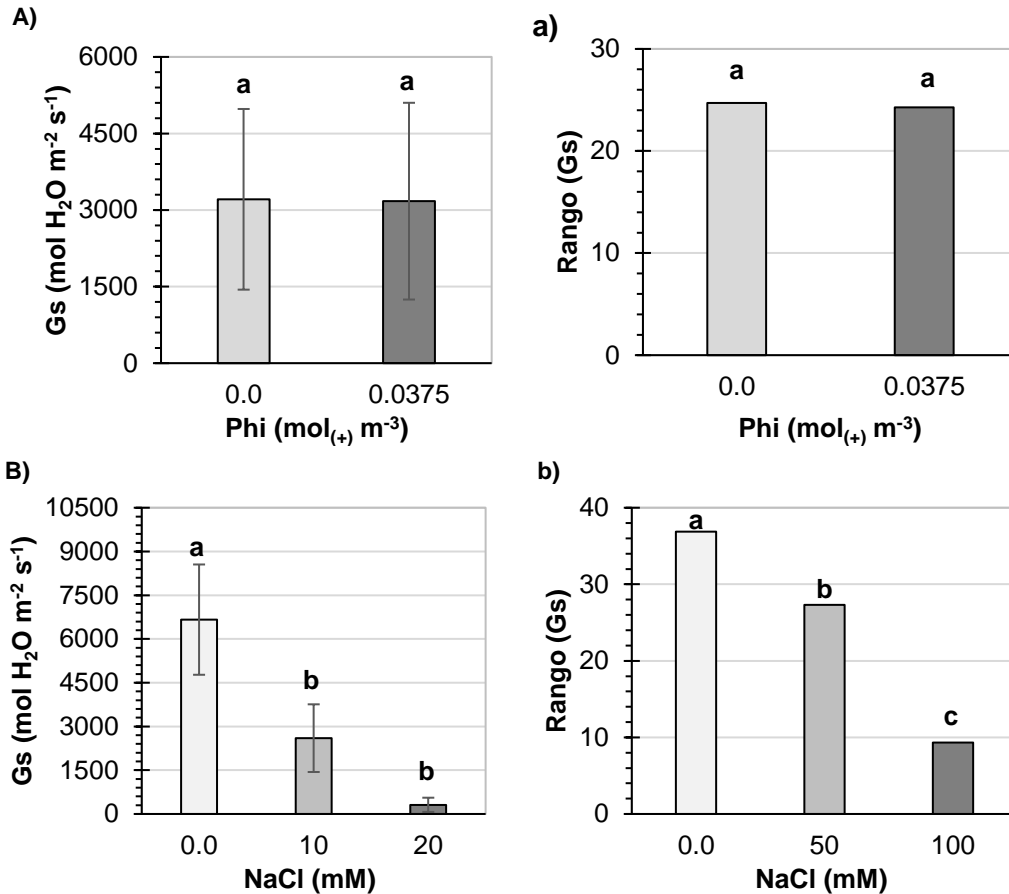 A)
Gs (mol H₂O m⁻² s⁻¹)
6000
4500
3000
1500
0
a a
0.0 0.0375
Phi (mol₍₊₎ m⁻³)
a)
Rango (Gs)
30
20
10
0
a a
0.0 0.0375
Phi (mol₍₊₎ m⁻³)
B)
Gs (mol H₂O m⁻² s⁻¹)
10500
9000
7500
6000
4500
3000
1500
0
a
b
b
0.0 10 20
NaCl (mM)
b)
Rango (Gs)
40
30
20
10
0
a
b
c
0.0 50 100
NaCl (mM)